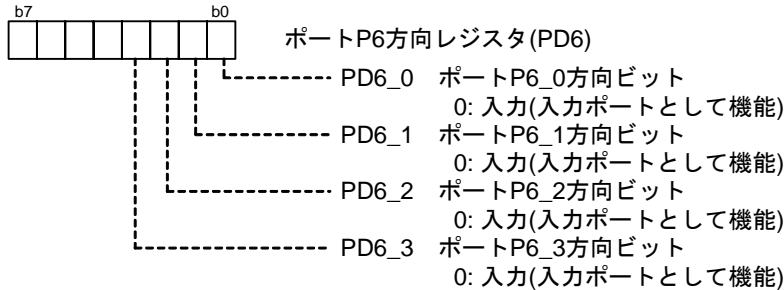 b7 b0
ポートP6方向レジスタ(PD6)
PD6_0 ポートP6_0方向ビット
0: 入力(入力ポートとして機能)
PD6_1 ポートP6_1方向ビット
0: 入力(入力ポートとして機能)
PD6_2 ポートP6_2方向ビット
0: 入力(入力ポートとして機能)
PD6_3 ポートP6_3方向ビット
0: 入力(入力ポートとして機能)